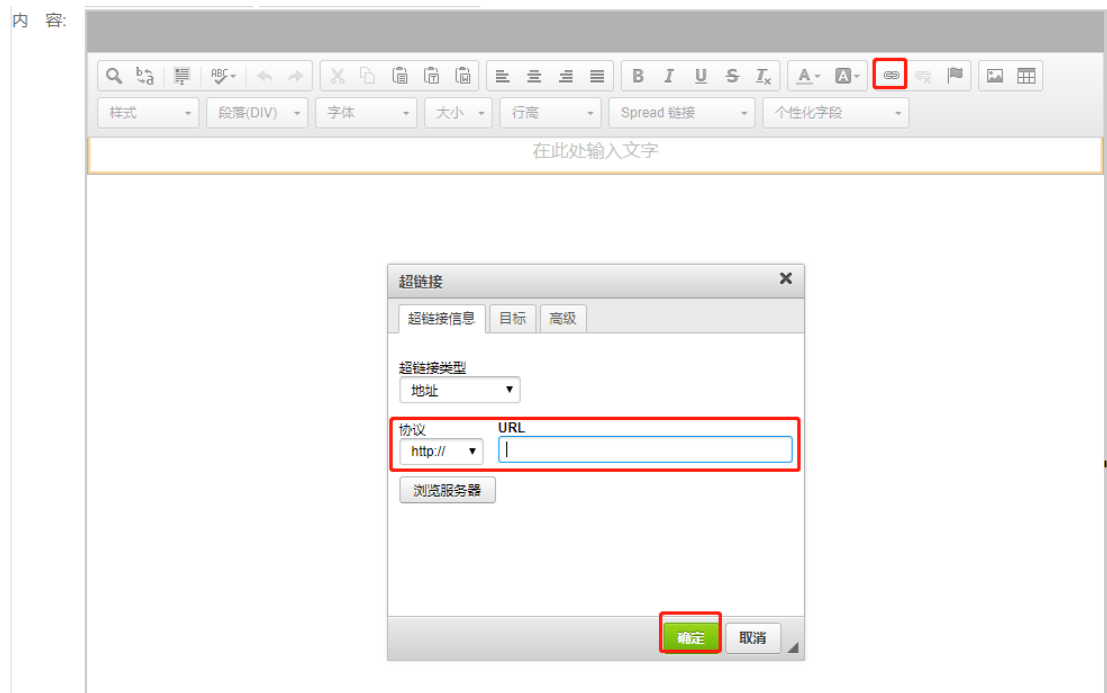 内 容:
B I U S Tx A A
样式 段落(DIV) 字体 大小 行高 Spread 链接 个性化字段
在此处输入文字
超链接
超链接信息 目标 高级
超链接类型
地址
协议 URL
http://
浏览服务器
确定 取消